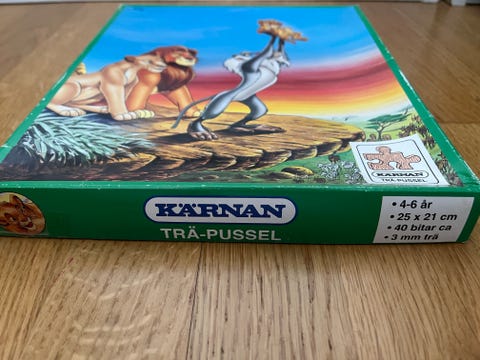 KÄRNAN
TRÄ-PUSSEL
KÄRNAN
TRÄ-PUSSEL
• 4-6 år
• 25 x 21 cm
• 40 bitar ca
• 3 mm trä